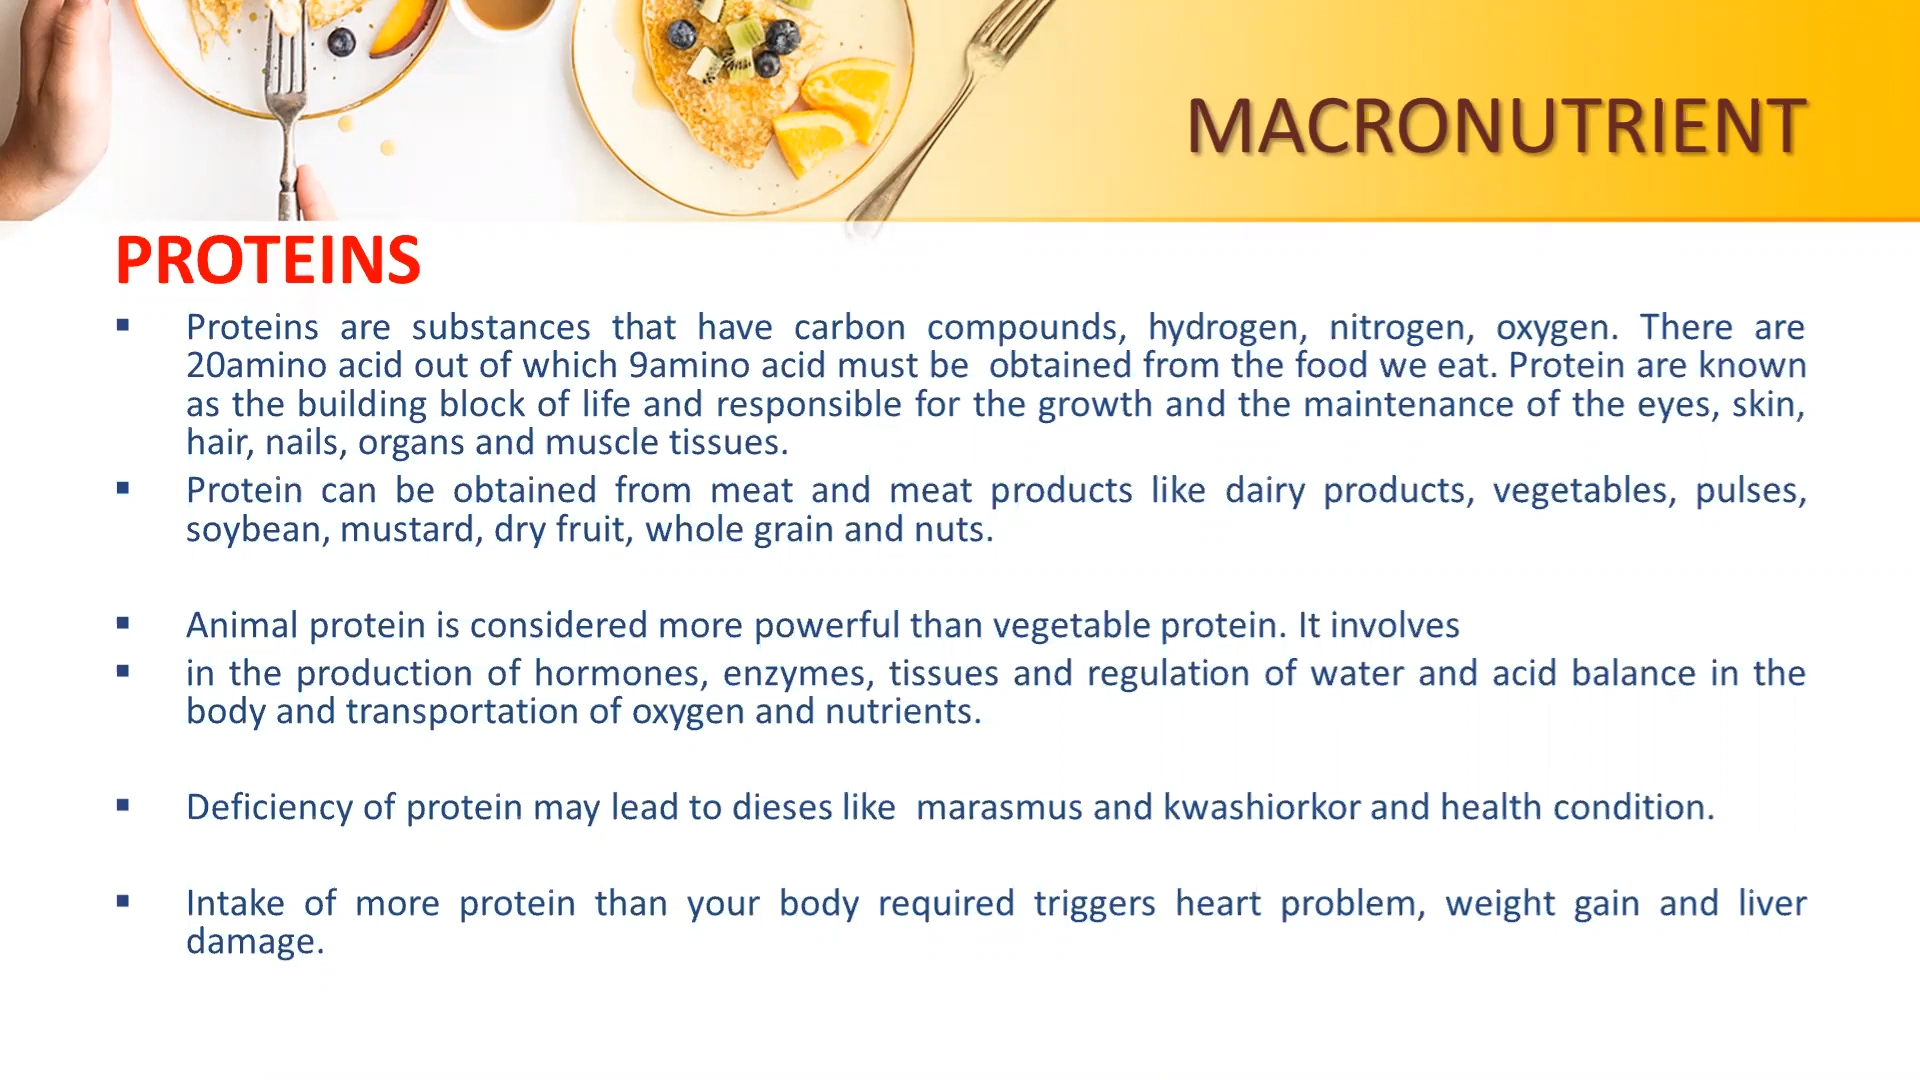 MACRONUTRIENT
PROTEINS
▪ Proteins are substances that have carbon compounds, hydrogen, nitrogen, oxygen. There are
20amino acid out of which 9amino acid must be  obtained from the food we eat. Protein are known
as the building block of life and responsible for the growth and the maintenance of the eyes, skin,
hair, nails, organs and muscle tissues.
▪ Protein can be obtained from meat and meat products like dairy products, vegetables, pulses,
soybean, mustard, dry fruit, whole grain and nuts.
▪ Animal protein is considered more powerful than vegetable protein. It involves
▪ in the production of hormones, enzymes, tissues and regulation of water and acid balance in the
body and transportation of oxygen and nutrients.
▪ Deficiency of protein may lead to dieses like  marasmus and kwashiorkor and health condition.
▪ Intake of more protein than your body required triggers heart problem, weight gain and liver
damage.